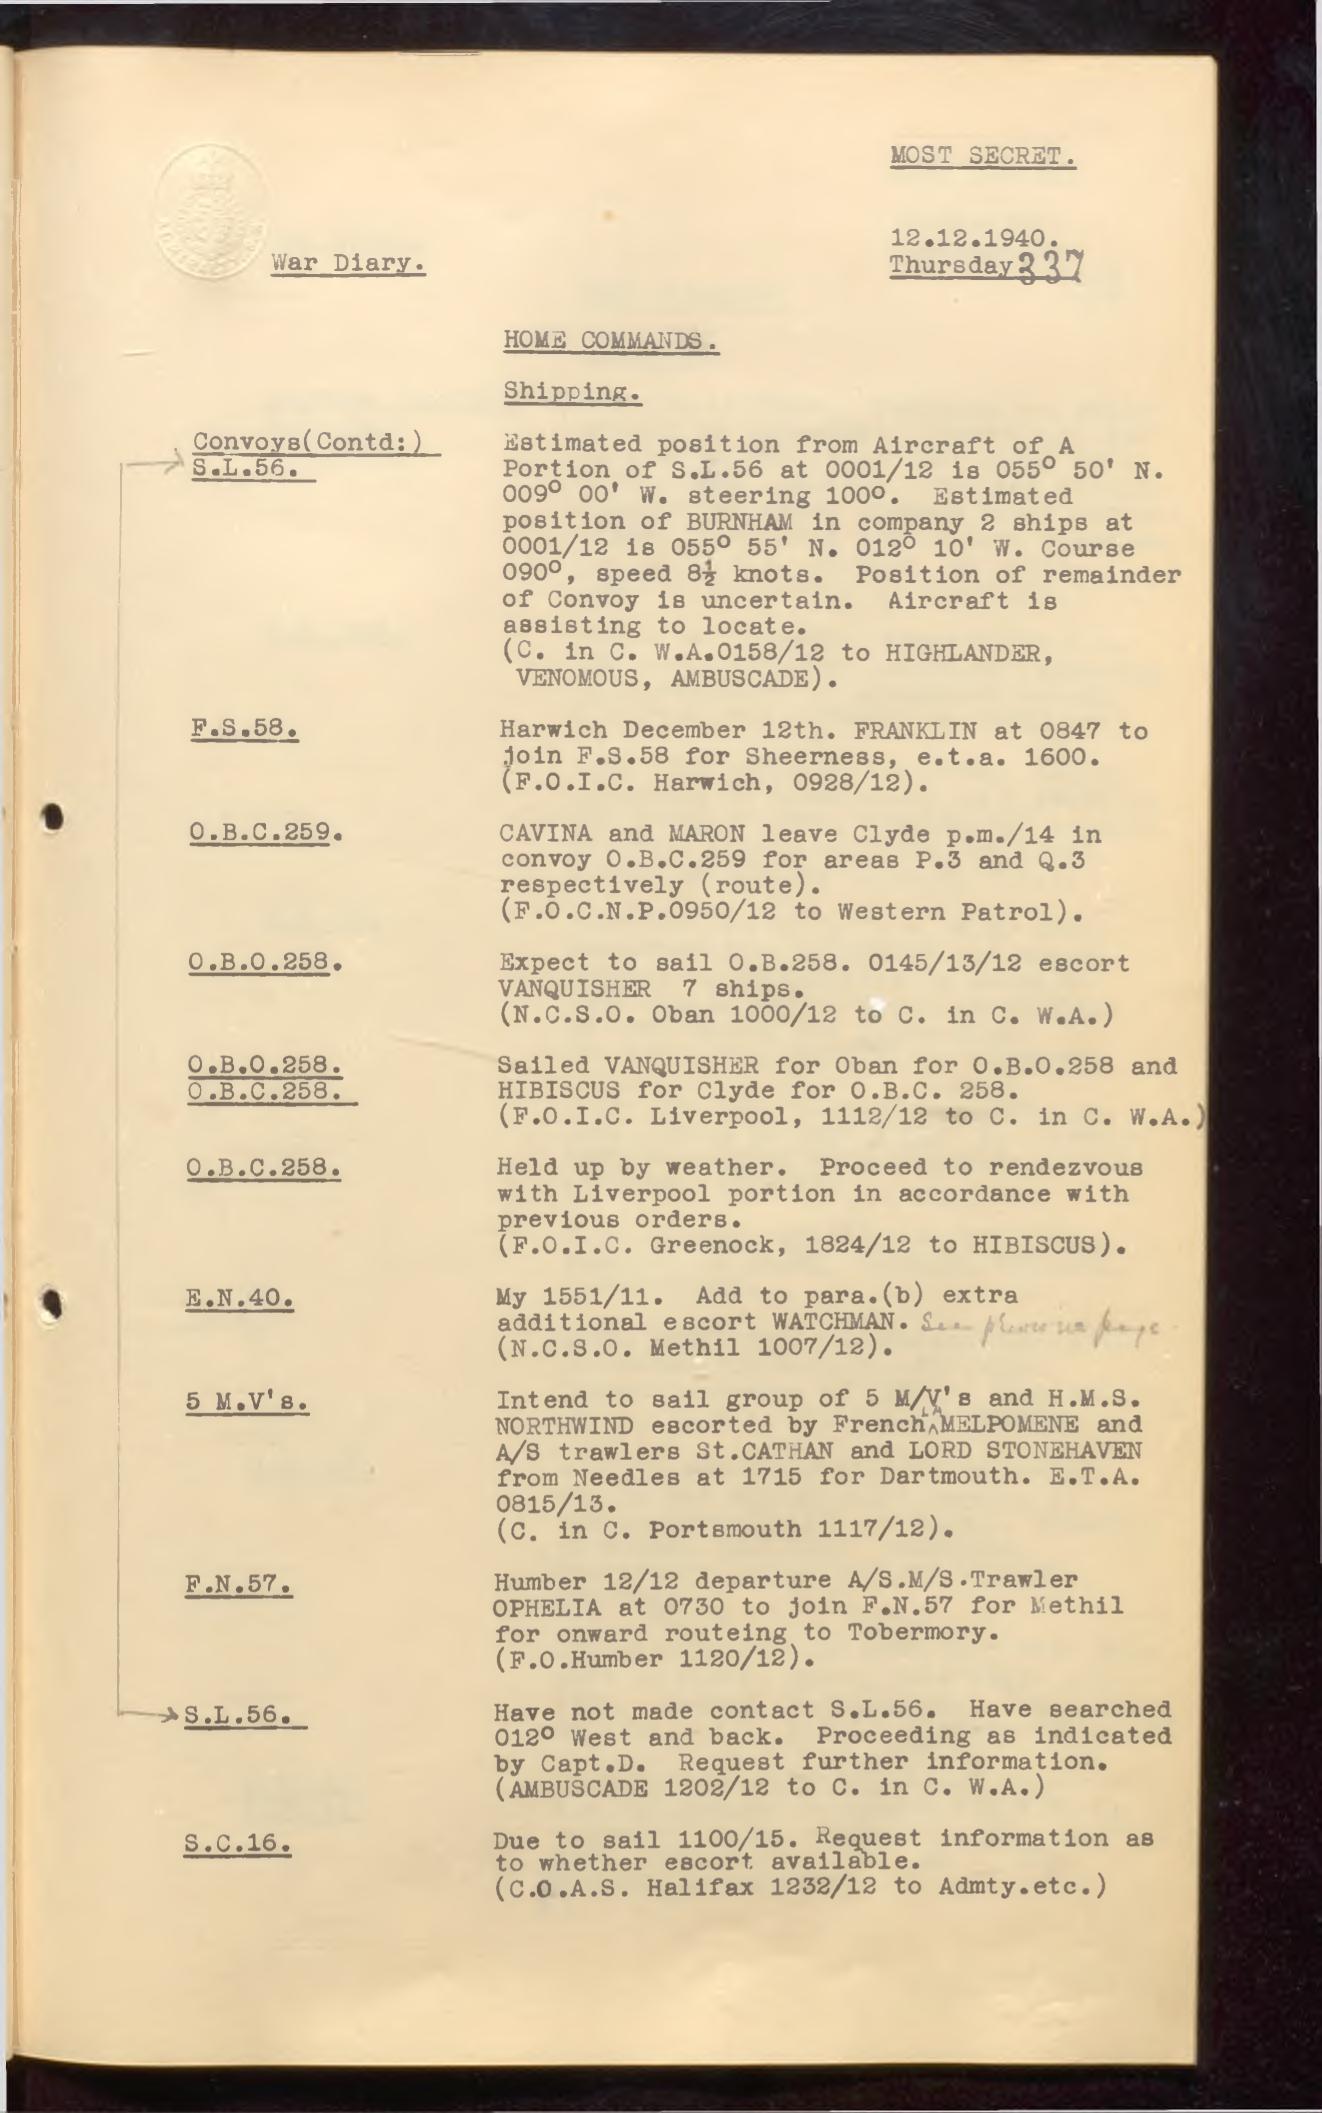 MOST SECRET.
12.12.1940.
War Diary.
Thursday 337
HOME COMMANDS.
Shipping.
Convoys(Contd:)
S.L.56.
Estimated position from Aircraft of A
Portion of S.L.56 at 0001/12 is 055° 50' N.
009° 00' W. steering 100°. Estimated
position of BURNHAM in company 2 ships at
0001/12 is 055° 55' N. 012° 10' W. Course
090°, speed 8½ knots. Position of remainder
of Convoy is uncertain. Aircraft is
assisting to locate.
(C. in C. W.A.0158/12 to HIGHLANDER,
VENOMOUS, AMBUSCADE).
F.S.58.
Harwich December 12th. FRANKLIN at 0847 to
join F.S.58 for Sheerness, e.t.a. 1600.
(F.O.I.C. Harwich, 0928/12).
O.B.C.259.
CAVINA and MARON leave Clyde p.m./14 in
convoy O.B.C.259 for areas P.3 and Q.3
respectively (route).
(F.O.C.N.P.0950/12 to Western Patrol).
O.B.O.258.
Expect to sail O.B.258. 0145/13/12 escort
VANQUISHER 7 ships.
(N.C.S.O. Oban 1000/12 to C. in C. W.A.)
O.B.O.258.
O.B.C.258.
Sailed VANQUISHER for Oban for O.B.O.258 and
HIBISCUS for Clyde for O.B.C. 258.
(F.O.I.C. Liverpool, 1112/12 to C. in C. W.A.)
O.B.C.258.
Held up by weather. Proceed to rendezvous
with Liverpool portion in accordance with
previous orders.
(F.O.I.C. Greenock, 1824/12 to HIBISCUS).
E.N.40.
My 1551/11. Add to para.(b) extra
additional escort WATCHMAN. See previous page.
(N.C.S.O. Methil 1007/12).
5 M.V's.
Intend to sail group of 5 M/V's and H.M.S.
NORTHWIND escorted by French LA MELPOMENE and
A/S trawlers St.CATHAN and LORD STONEHAVEN
from Needles at 1715 for Dartmouth. E.T.A.
0815/13.
(C. in C. Portsmouth 1117/12).
F.N.57.
Humber 12/12 departure A/S.M/S.Trawler
OPHELIA at 0730 to join F.N.57 for Methil
for onward routeing to Tobermory.
(F.O.Humber 1120/12).
S.L.56.
Have not made contact S.L.56. Have searched
012° West and back. Proceeding as indicated
by Capt.D. Request further information.
(AMBUSCADE 1202/12 to C. in C. W.A.)
S.C.16.
Due to sail 1100/15. Request information as
to whether escort available.
(C.O.A.S. Halifax 1232/12 to Admty.etc.)